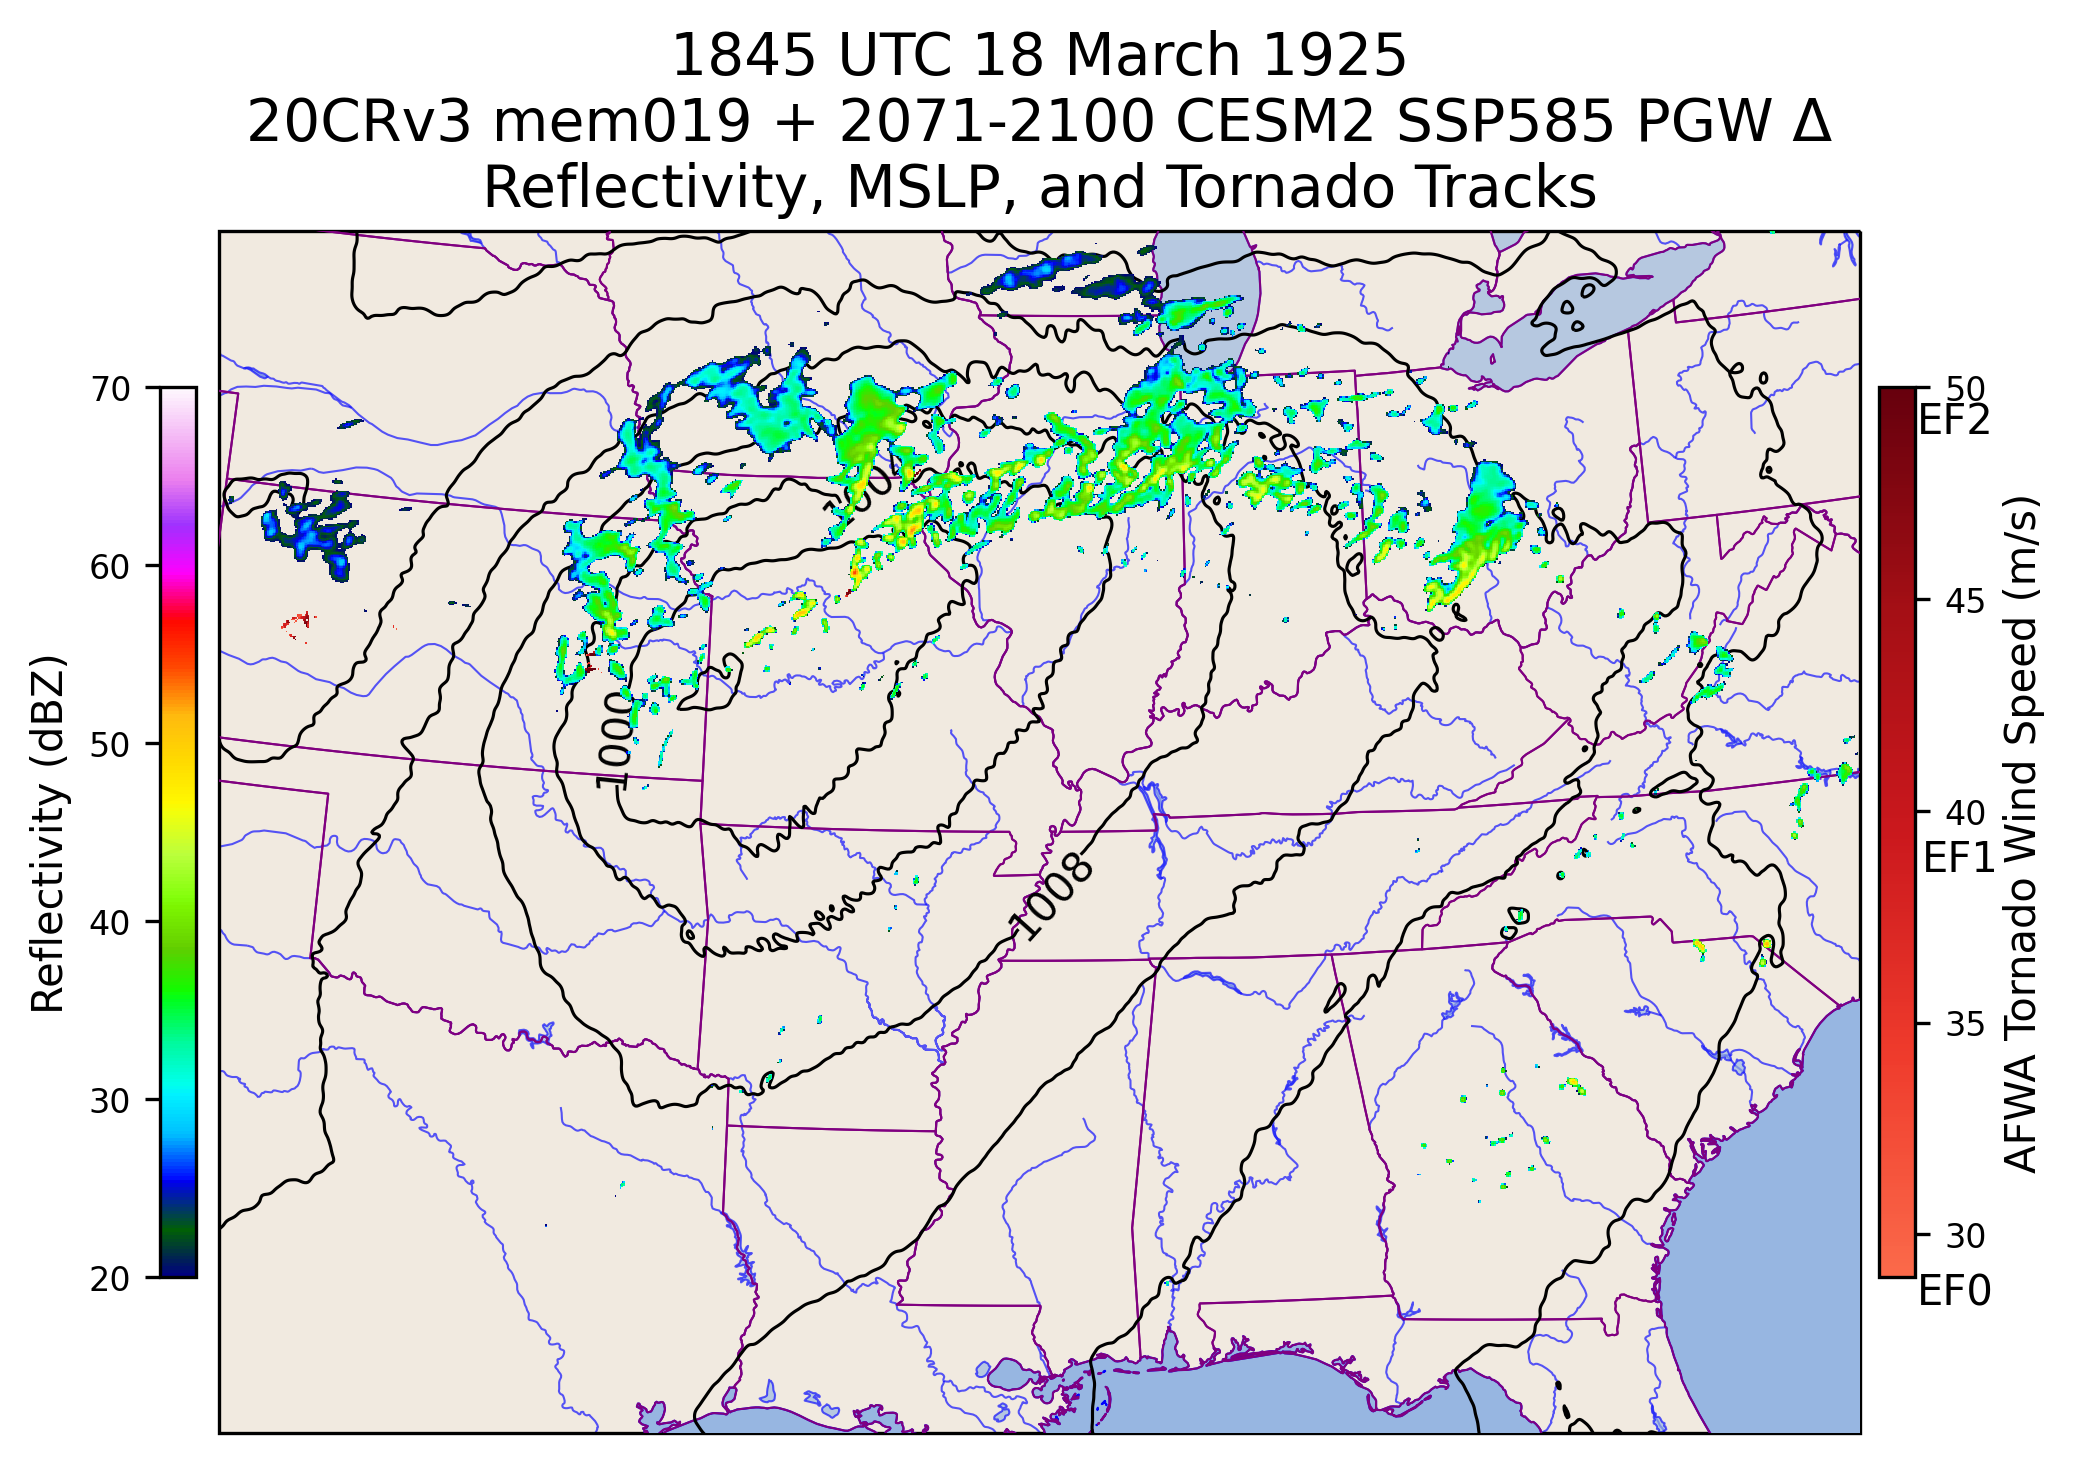 1845 UTC 18 March 1925
20CRv3 mem019 + 2071-2100 CESM2 SSP585 PGW Δ
Reflectivity, MSLP, and Tornado Tracks
Reflectivity (dBZ)
70
60
50
40
30
20
1000
1008
50
EF2
45
40
EF1
35
30
EF0
AFWA Tornado Wind Speed (m/s)